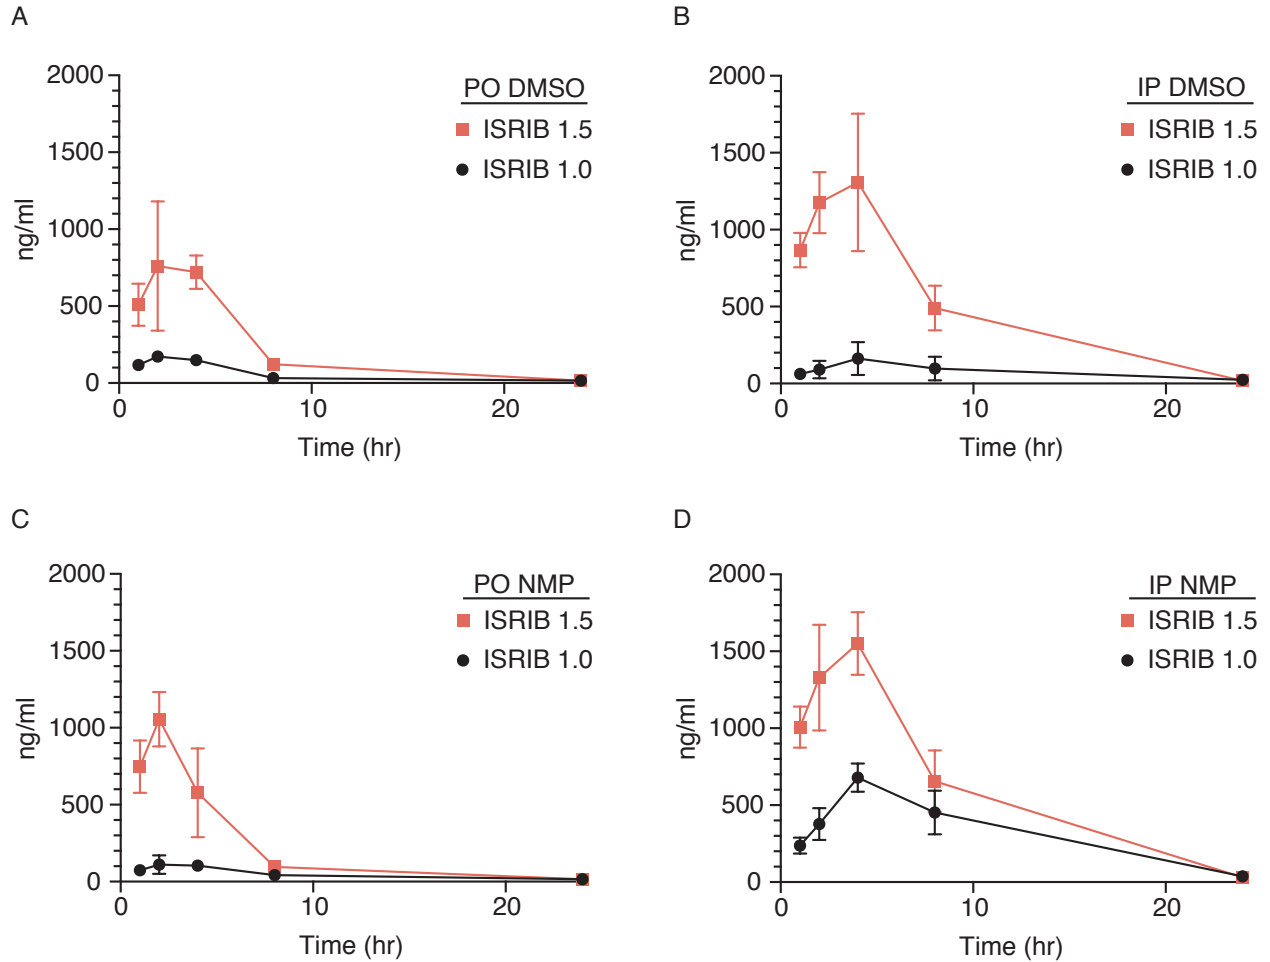 A
2000
1500
1000
500
0
ng/ml
PO DMSO
ISRIB 1.5
ISRIB 1.0
0
10
20
Time (hr)
B
2000
1500
1000
500
0
ng/ml
IP DMSO
ISRIB 1.5
ISRIB 1.0
0
10
20
Time (hr)
C
2000
1500
1000
500
0
ng/ml
PO NMP
ISRIB 1.5
ISRIB 1.0
0
10
20
Time (hr)
D
2000
1500
1000
500
0
ng/ml
IP NMP
ISRIB 1.5
ISRIB 1.0
0
10
20
Time (hr)